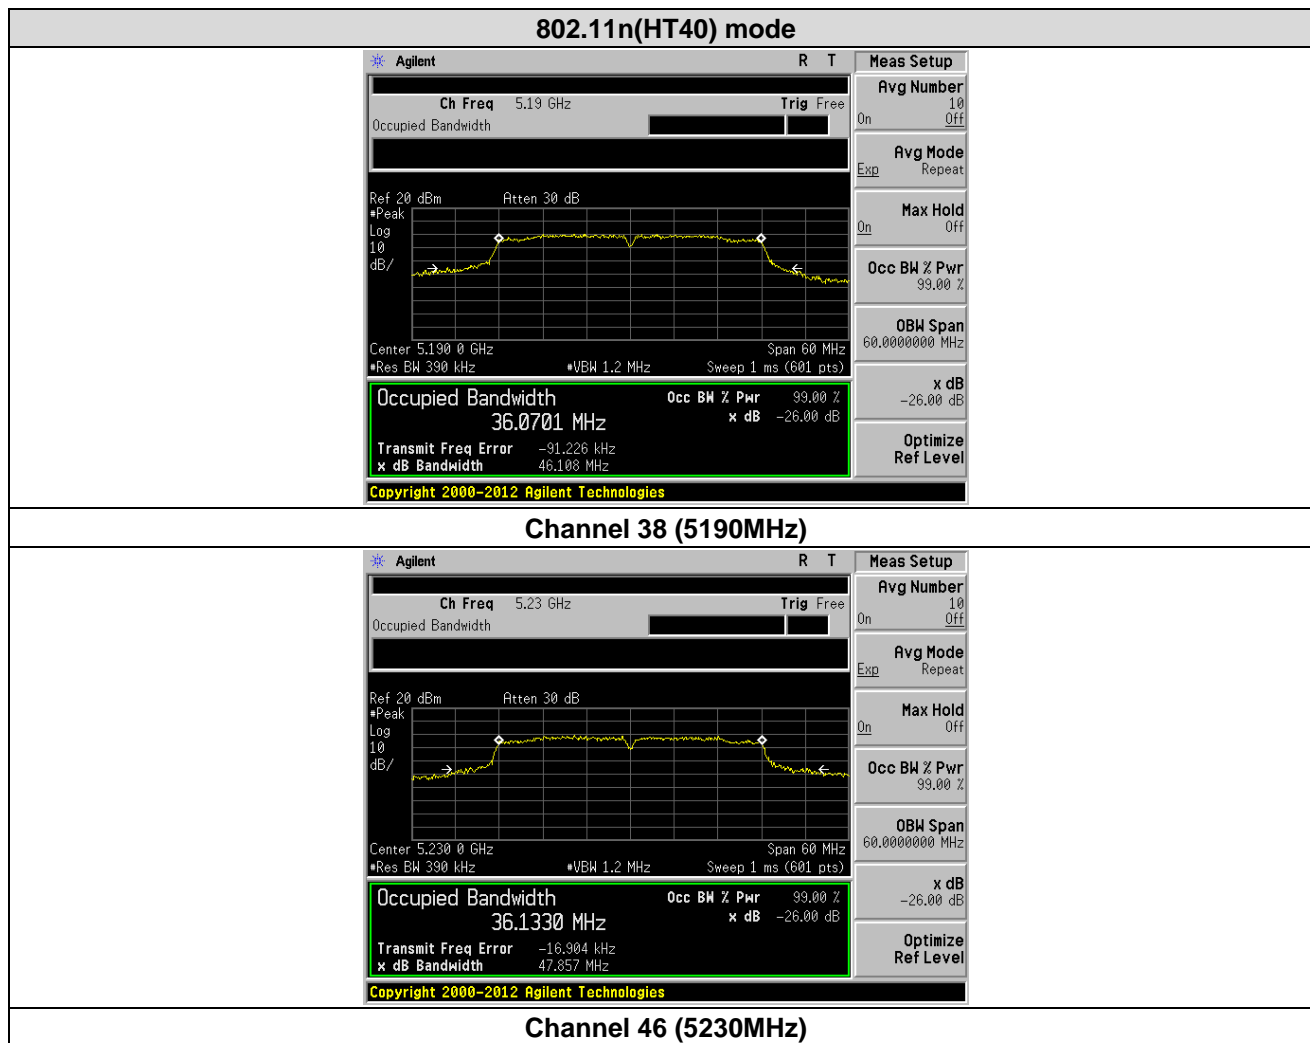 802.11n(HT40) mode
Agilent R T Meas Setup
Ch Freq 5.19 GHz Trig Free
Occupied Bandwidth
Avg Number
10
On Off
Avg Mode
Exp Repeat
Max Hold
On Off
Occ BW % Pwr
99.00 %
OBW Span
60.0000000 MHz
x dB
-26.00 dB
Optimize
Ref Level
Ref 20 dBm Atten 30 dB
#Peak
Log
10
dB/
Center 5.190 0 GHz Span 60 MHz
#Res BW 390 kHz #VBW 1.2 MHz Sweep 1 ms (601 pts)
Occupied Bandwidth Occ BW % Pwr 99.00 %
36.0701 MHz x dB -26.00 dB
Transmit Freq Error -91.226 kHz
x dB Bandwidth 46.108 MHz
Copyright 2000-2012 Agilent Technologies
Channel 38 (5190MHz)
Agilent R T Meas Setup
Ch Freq 5.23 GHz Trig Free
Occupied Bandwidth
Avg Number
10
On Off
Avg Mode
Exp Repeat
Max Hold
On Off
Occ BW % Pwr
99.00 %
OBW Span
60.0000000 MHz
x dB
-26.00 dB
Optimize
Ref Level
Ref 20 dBm Atten 30 dB
#Peak
Log
10
dB/
Center 5.230 0 GHz Span 60 MHz
#Res BW 390 kHz #VBW 1.2 MHz Sweep 1 ms (601 pts)
Occupied Bandwidth Occ BW % Pwr 99.00 %
36.1330 MHz x dB -26.00 dB
Transmit Freq Error -16.904 kHz
x dB Bandwidth 47.857 MHz
Copyright 2000-2012 Agilent Technologies
Channel 46 (5230MHz)